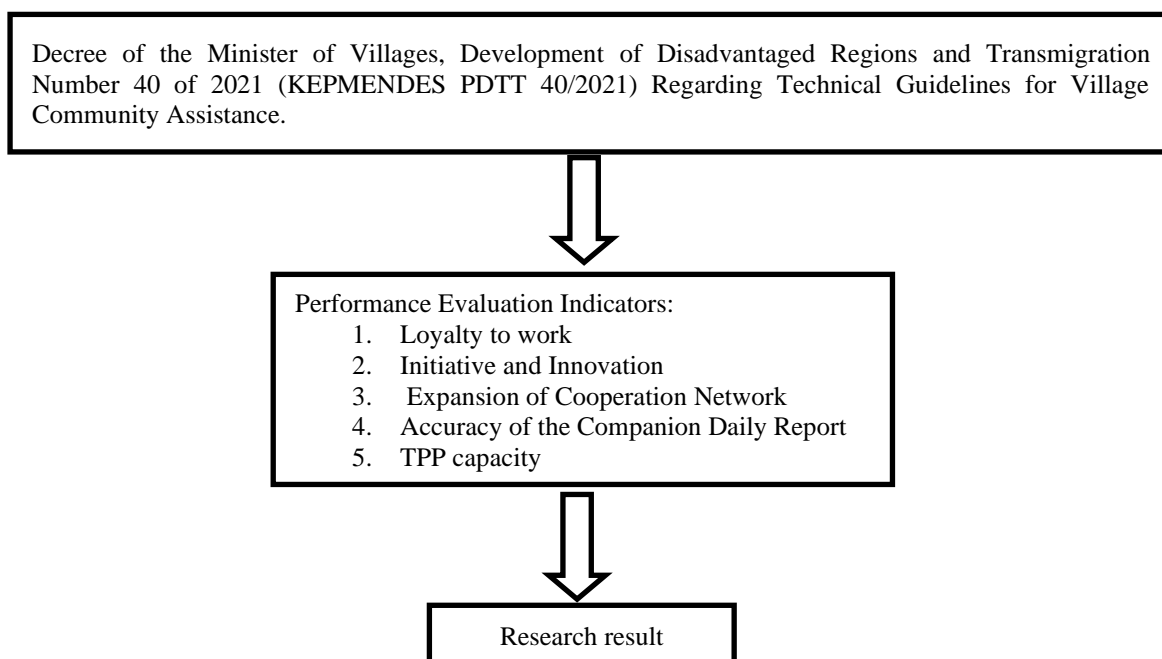 Decree of the Minister of Villages, Development of Disadvantaged Regions and Transmigration
Number 40 of 2021 (KEPMENDES PDTT 40/2021) Regarding Technical Guidelines for Village
Community Assistance.
Performance Evaluation Indicators:
1. Loyalty to work
2. Initiative and Innovation
3. Expansion of Cooperation Network
4. Accuracy of the Companion Daily Report
5. TPP capacity
Research result